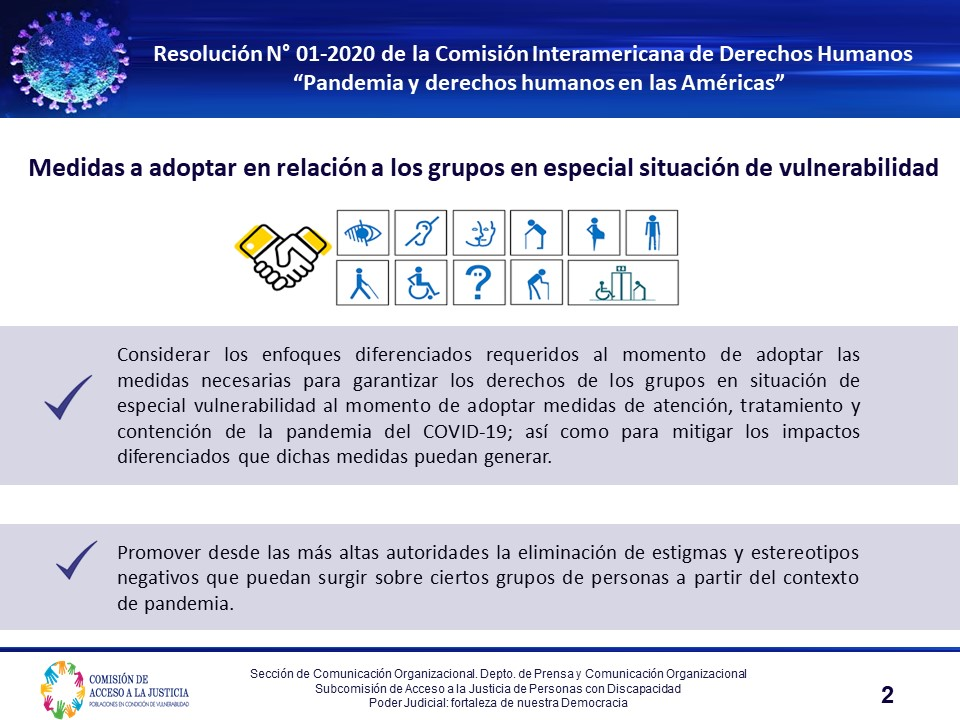 Resolución N° 01-2020 de la Comisión Interamericana de Derechos Humanos
“Pandemia y derechos humanos en las Américas”
Medidas a adoptar en relación a los grupos en especial situación de vulnerabilidad
?
Considerar los enfoques diferenciados requeridos al momento de adoptar las
medidas necesarias para garantizar los derechos de los grupos en situación de
especial vulnerabilidad al momento de adoptar medidas de atención, tratamiento y
contención de la pandemia del COVID-19; así como para mitigar los impactos
diferenciados que dichas medidas puedan generar.
Promover desde las más altas autoridades la eliminación de estigmas y estereotipos
negativos que puedan surgir sobre ciertos grupos de personas a partir del contexto
de pandemia.
COMISIÓN DE
ACCESO A LA JUSTICIA
POBLACIONES EN CONDICIÓN DE VULNERABILIDAD
Sección de Comunicación Organizacional. Depto. de Prensa y Comunicación Organizacional
Subcomisión de Acceso a la Justicia de Personas con Discapacidad
Poder Judicial: fortaleza de nuestra Democracia
2